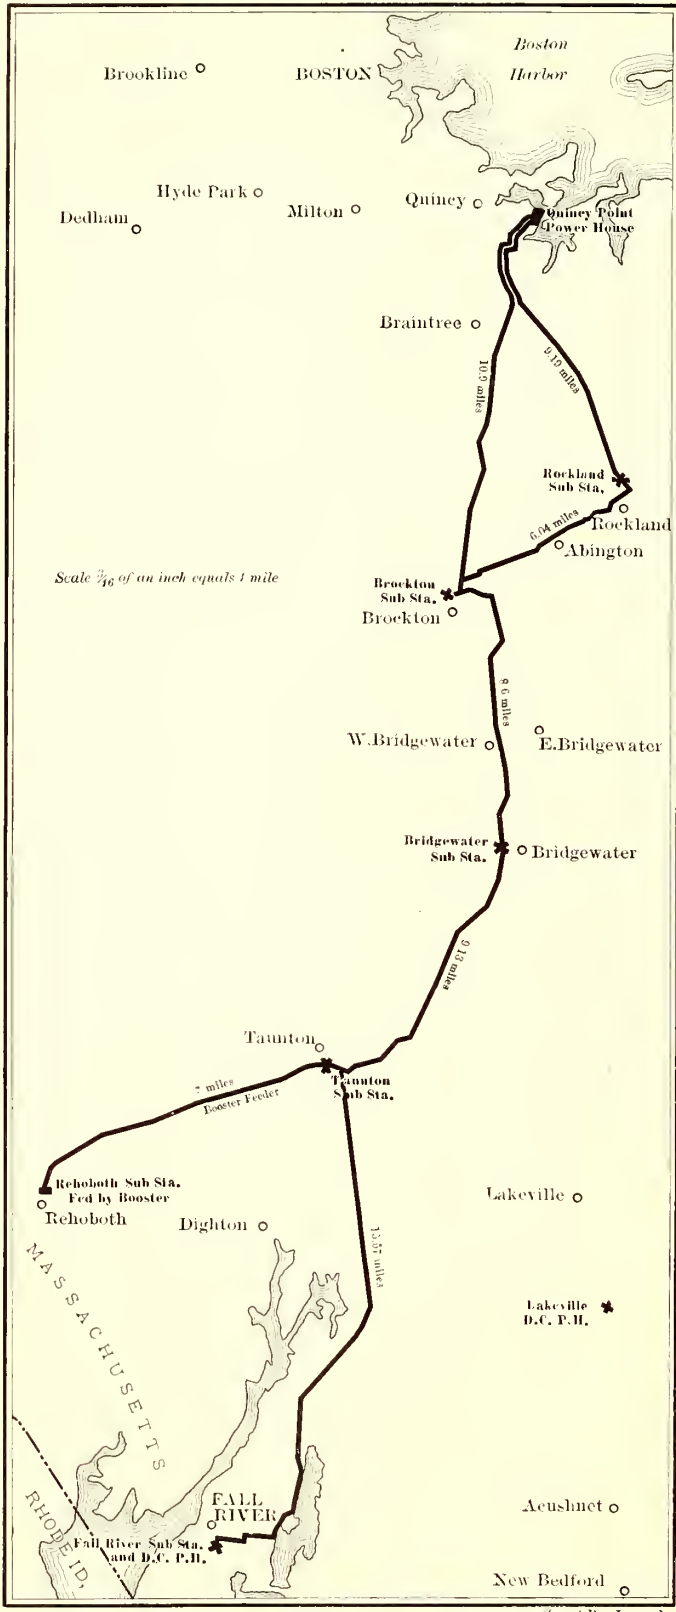 Boston
Harbor
Brookline
BOSTON
Hyde Park
Dedham
Milton
Quincy
Quincy Point
Power House
Braintree
10.9 miles
9.19 miles
Rockland
Sub Sta.
Rockland
6.04 miles
Abington
Scale 3/16 of an inch equals 1 mile
Brockton
Sub Sta.
Brockton
8.6 miles
W. Bridgewater
E. Bridgewater
Bridgewater
Sub Sta.
Bridgewater
9.13 miles
Taunton
Taunton
Sub Sta.
7 miles
Booster Feeder
Rehoboth Sub Sta.
Fed by Booster
Rehoboth
Dighton
Lakeville
13.57 miles
Lakeville
D.C. P.H.
MASSACHUSETTS
RHODE ID,
FALL
RIVER
Fall River Sub Sta.
and D.C. P.H.
Acushnet
New Bedford